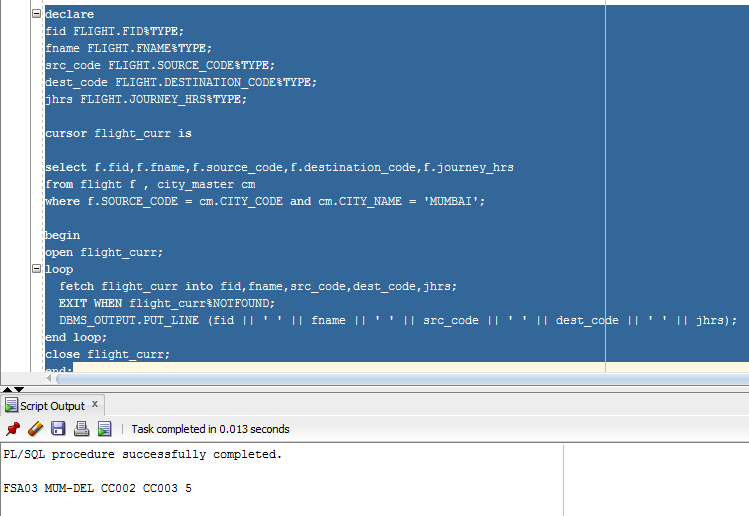 declare
fid FLIGHT.FID%TYPE;
fname FLIGHT.FNAME%TYPE;
src_code FLIGHT.SOURCE_CODE%TYPE;
dest_code FLIGHT.DESTINATION_CODE%TYPE;
jhrs FLIGHT.JOURNEY_HRS%TYPE;
cursor flight_curr is
select f.fid,f.fname,f.source_code,f.destination_code,f.journey_hrs
from flight f , city_master cm
where f.SOURCE_CODE = cm.CITY_CODE and cm.CITY_NAME = 'MUMBAI';
begin
open flight_curr;
loop
fetch flight_curr into fid,fname,src_code,dest_code,jhrs;
EXIT WHEN flight_curr%NOTFOUND;
DBMS_OUTPUT.PUT_LINE (fid || ' ' || fname || ' ' || src_code || ' ' || dest_code || ' ' || jhrs);
end loop;
close flight_curr;
end;
Script Output x
Task completed in 0.013 seconds
PL/SQL procedure successfully completed.
FSA03 MUM-DEL CC002 CC003 5